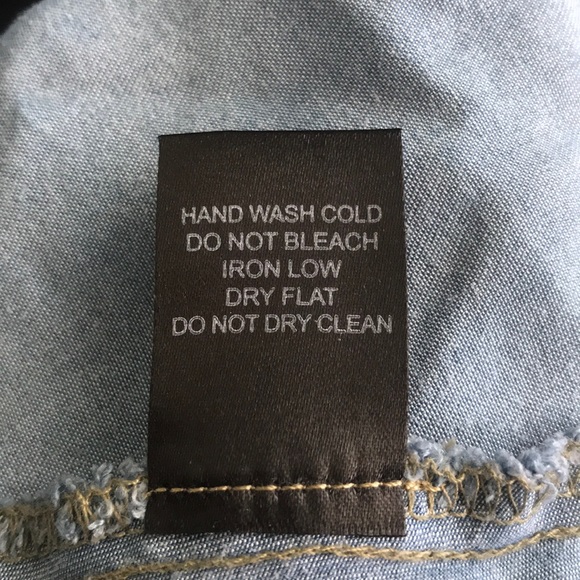 HAND WASH COLD
DO NOT BLEACH
IRON LOW
DRY FLAT
DO NOT DRY CLEAN